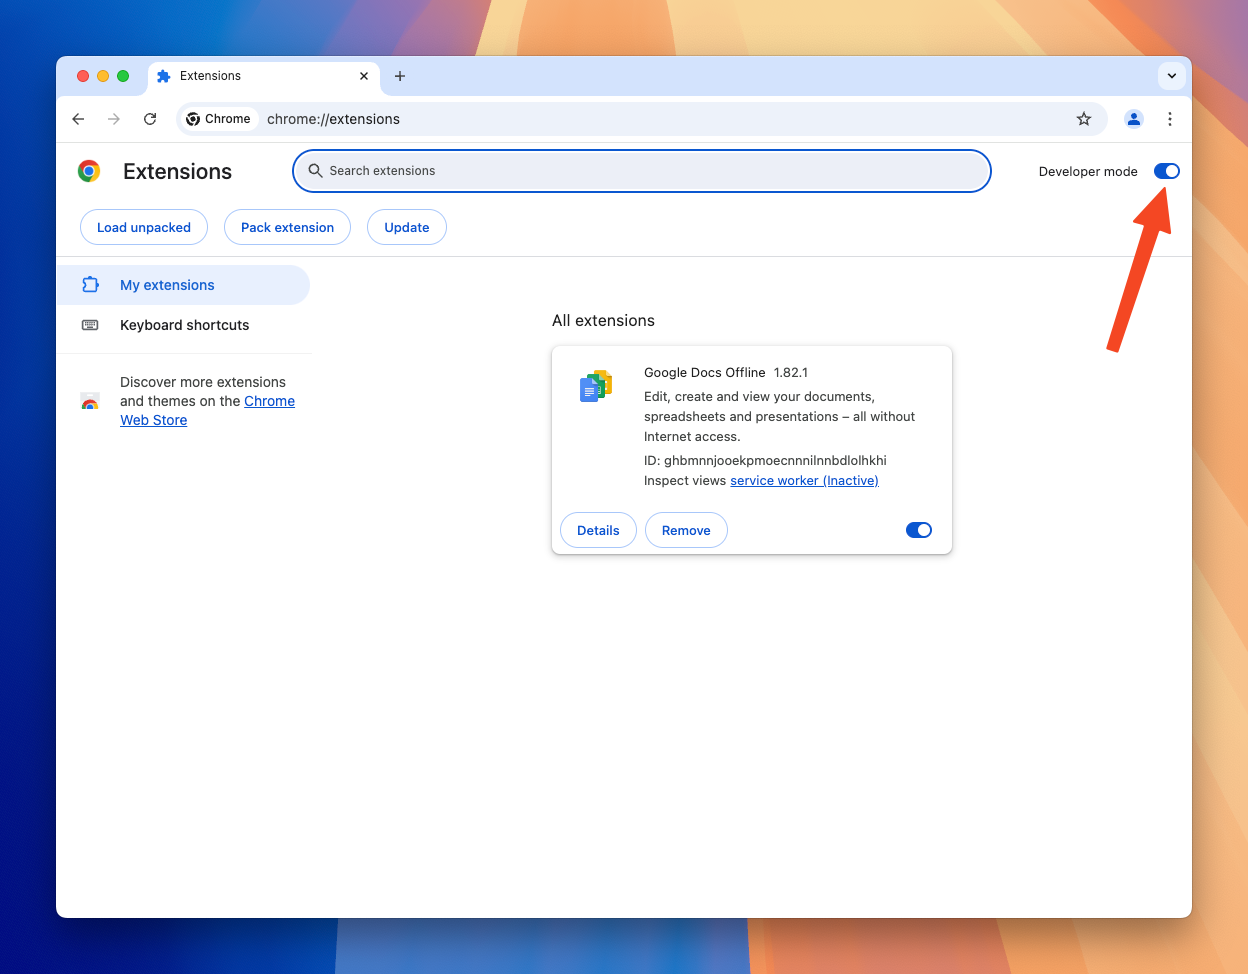 Extensions
Chrome
chrome://extensions
Extensions
Search extensions
Developer mode
Load unpacked
Pack extension
Update
My extensions
Keyboard shortcuts
Discover more extensions
and themes on the Chrome
Web Store
All extensions
Google Docs Offline 1.82.1
Edit, create and view your documents,
spreadsheets and presentations – all without
Internet access.
ID: ghbmnnjooekpmoecnnnilnnbdlolhkhi
Inspect views service worker (Inactive)
Details
Remove